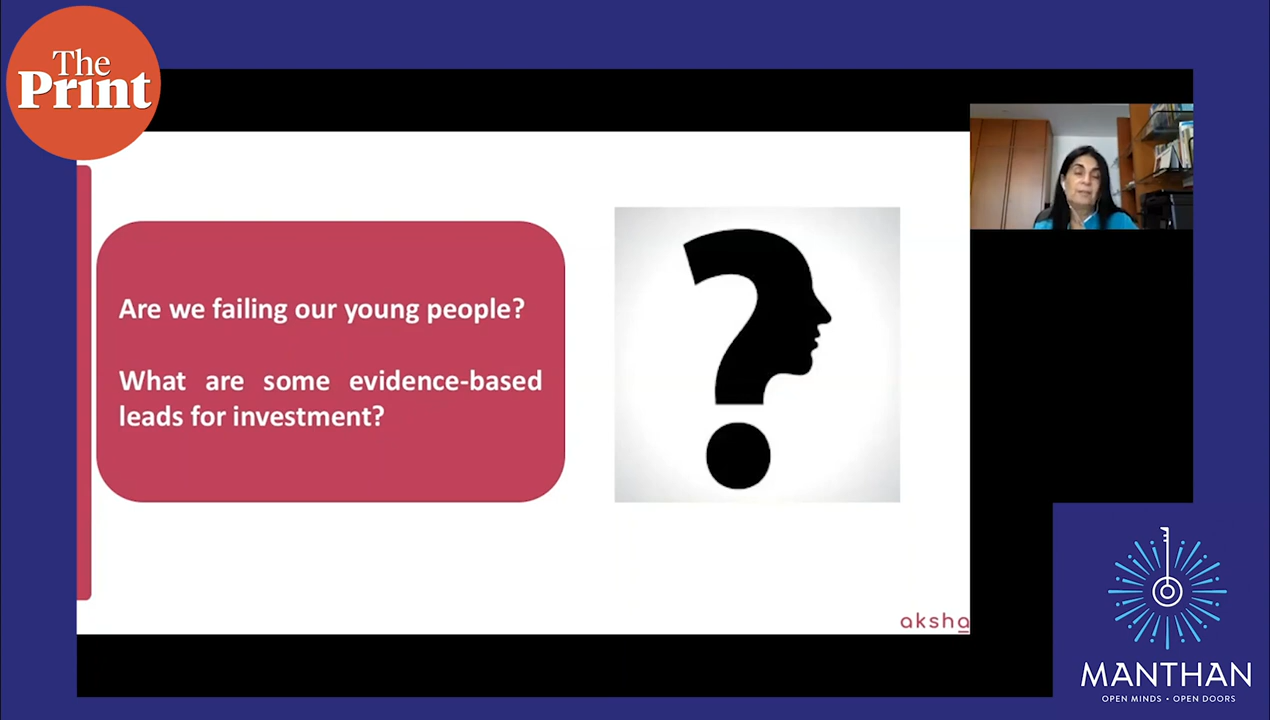 The
Print
Are we failing our young people?
What are some evidence-based
leads for investment?
aksha
MANTHAN
OPEN MINDS • OPEN DOORS